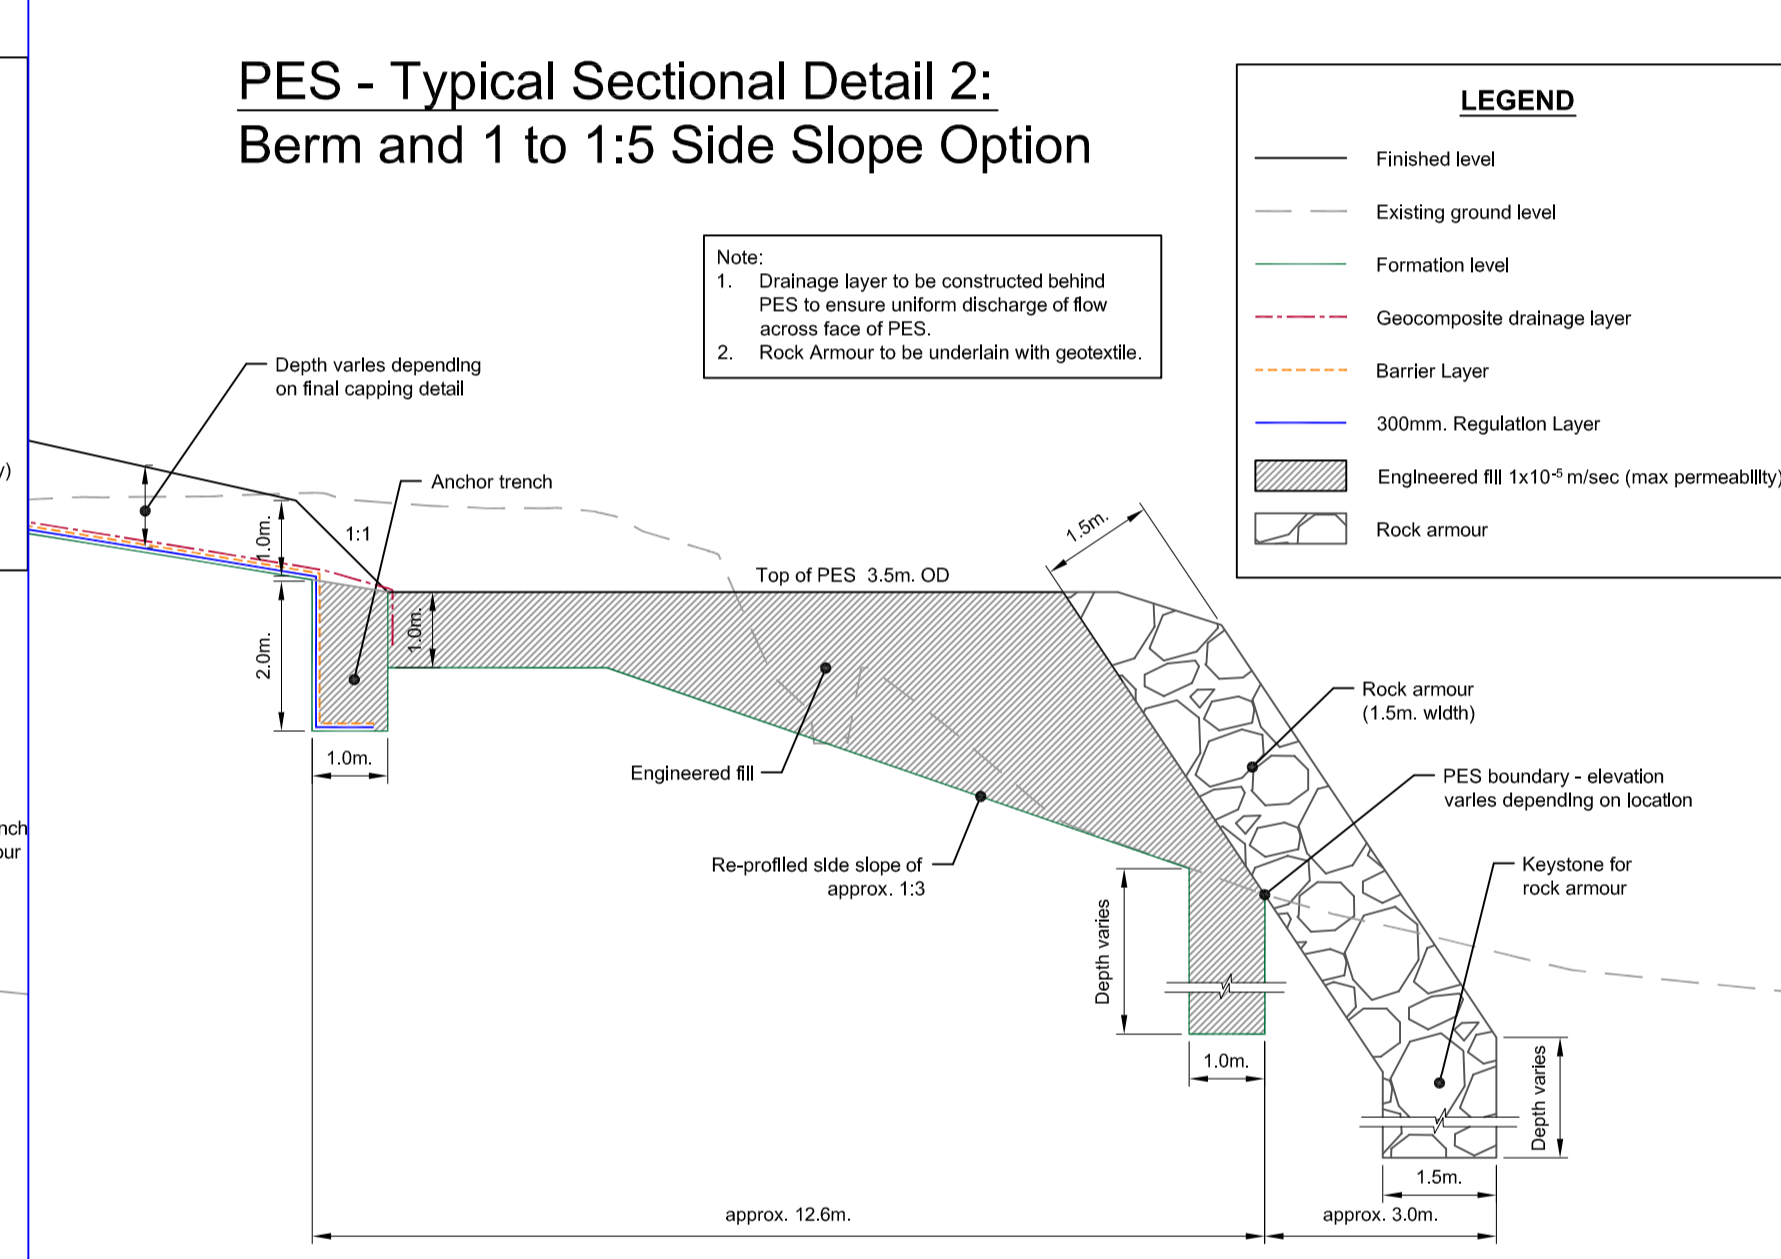 PES - Typical Sectional Detail 2:
Berm and 1 to 1:5 Side Slope Option
LEGEND
Finished level
Existing ground level
Formation level
Geocomposite drainage layer
Barrier Layer
300mm. Regulation Layer
Engineered fill 1x10⁻⁵ m/sec (max permeability)
Rock armour
Note:
1. Drainage layer to be constructed behind
PES to ensure uniform discharge of flow
across face of PES.
2. Rock Armour to be underlain with geotextile.
Depth varies depending
on final capping detail
Anchor trench
1:1
1.0m.
2.0m.
1.0m.
1.0m.
Top of PES 3.5m. OD
1.5m.
Engineered fill
Re-profiled side slope of
approx. 1:3
Rock armour
(1.5m. width)
PES boundary - elevation
varies depending on location
Keystone for
rock armour
Depth varies
1.0m.
Depth varies
1.5m.
approx. 12.6m.
approx. 3.0m.